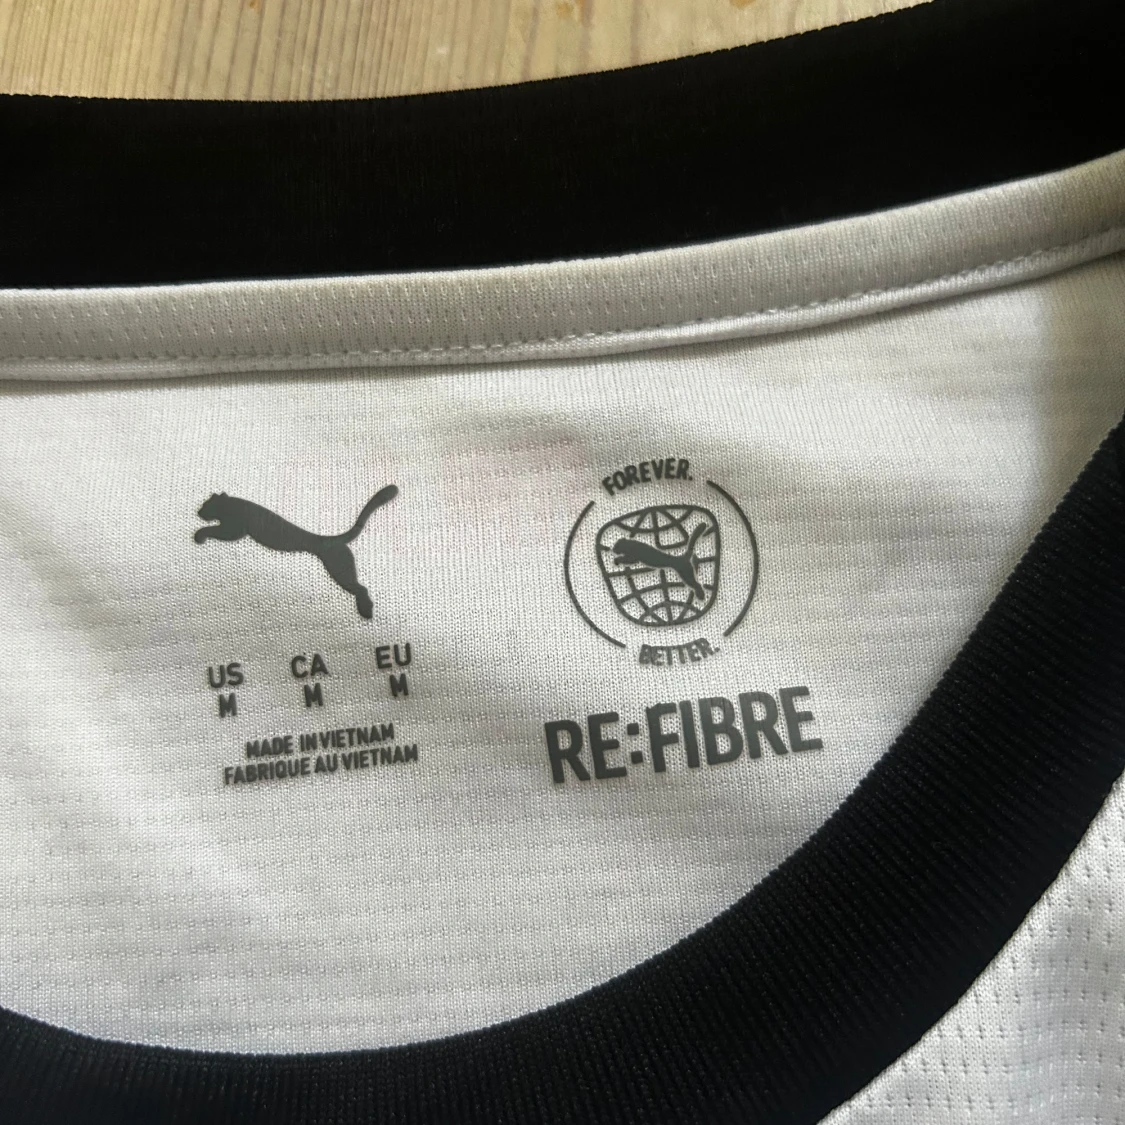 US CA EU
M M M
MADE IN VIETNAM
FABRIQUE AU VIETNAM
FOREVER.
BETTER.
RE:FIBRE